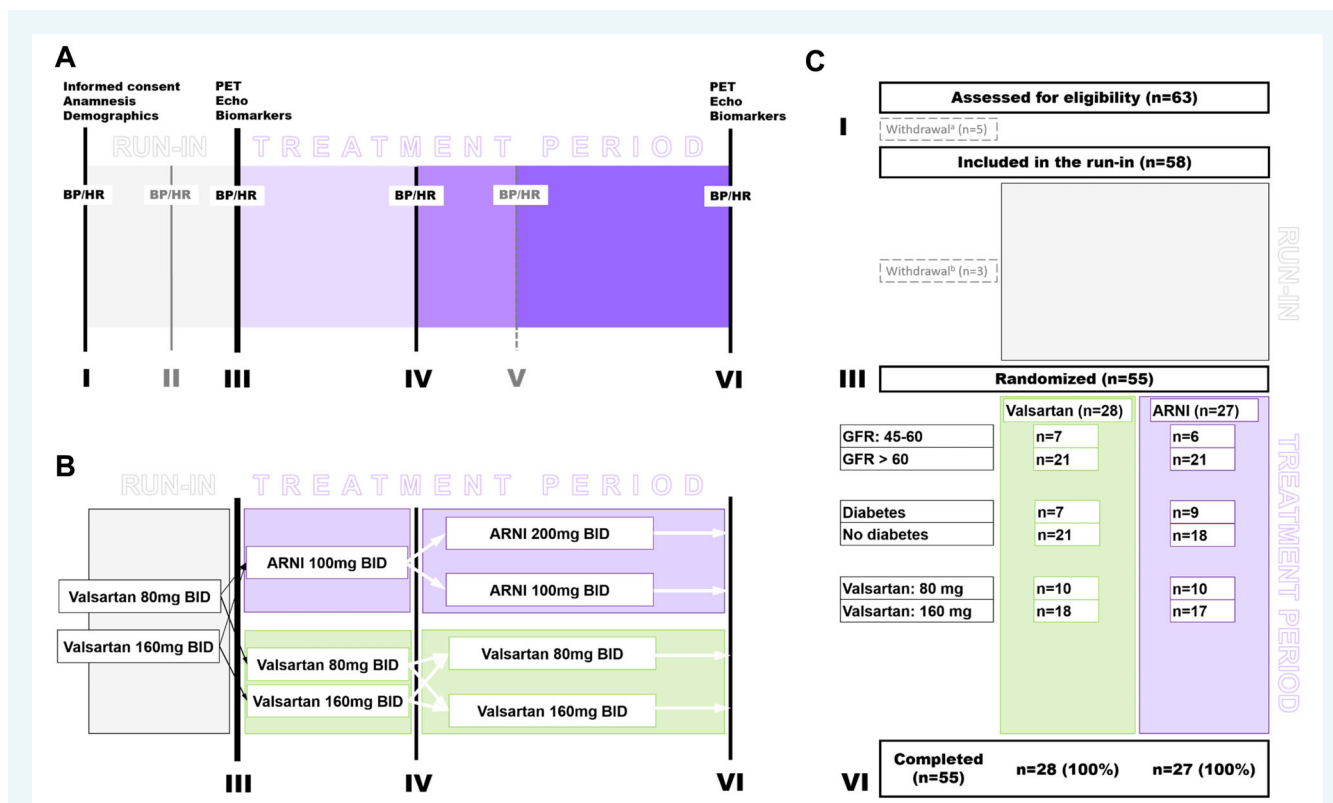 A
Informed consent
Anamnesis
Demographics
PET
Echo
Biomarkers
PET
Echo
Biomarkers
RUN-IN
TREATMENT PERIOD
BP/HR
BP/HR
BP/HR
BP/HR
BP/HR
BP/HR
I
II
III
IV
V
VI
B
RUN-IN
TREATMENT PERIOD
Valsartan 80mg BID
Valsartan 160mg BID
ARNI 100mg BID
Valsartan 80mg BID
Valsartan 160mg BID
ARNI 200mg BID
ARNI 100mg BID
Valsartan 80mg BID
Valsartan 160mg BID
III
IV
VI
C
Assessed for eligibility (n=63)
I
Withdrawalᵃ (n=5)
Included in the run-in (n=58)
Withdrawalᵇ (n=3)
RUN-IN
III
Randomized (n=55)
Valsartan (n=28)
ARNI (n=27)
GFR: 45-60
n=7
n=6
GFR > 60
n=21
n=21
Diabetes
n=7
n=9
No diabetes
n=21
n=18
Valsartan: 80 mg
n=10
n=10
Valsartan: 160 mg
n=18
n=17
TREATMENT PERIOD
VI
Completed
(n=55)
n=28 (100%)
n=27 (100%)